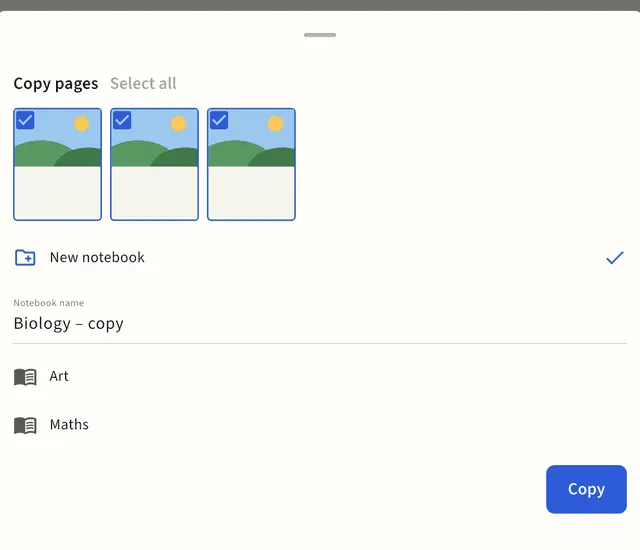 Copy pages Select all
New notebook
Notebook name
Biology – copy
Art
Maths
Copy